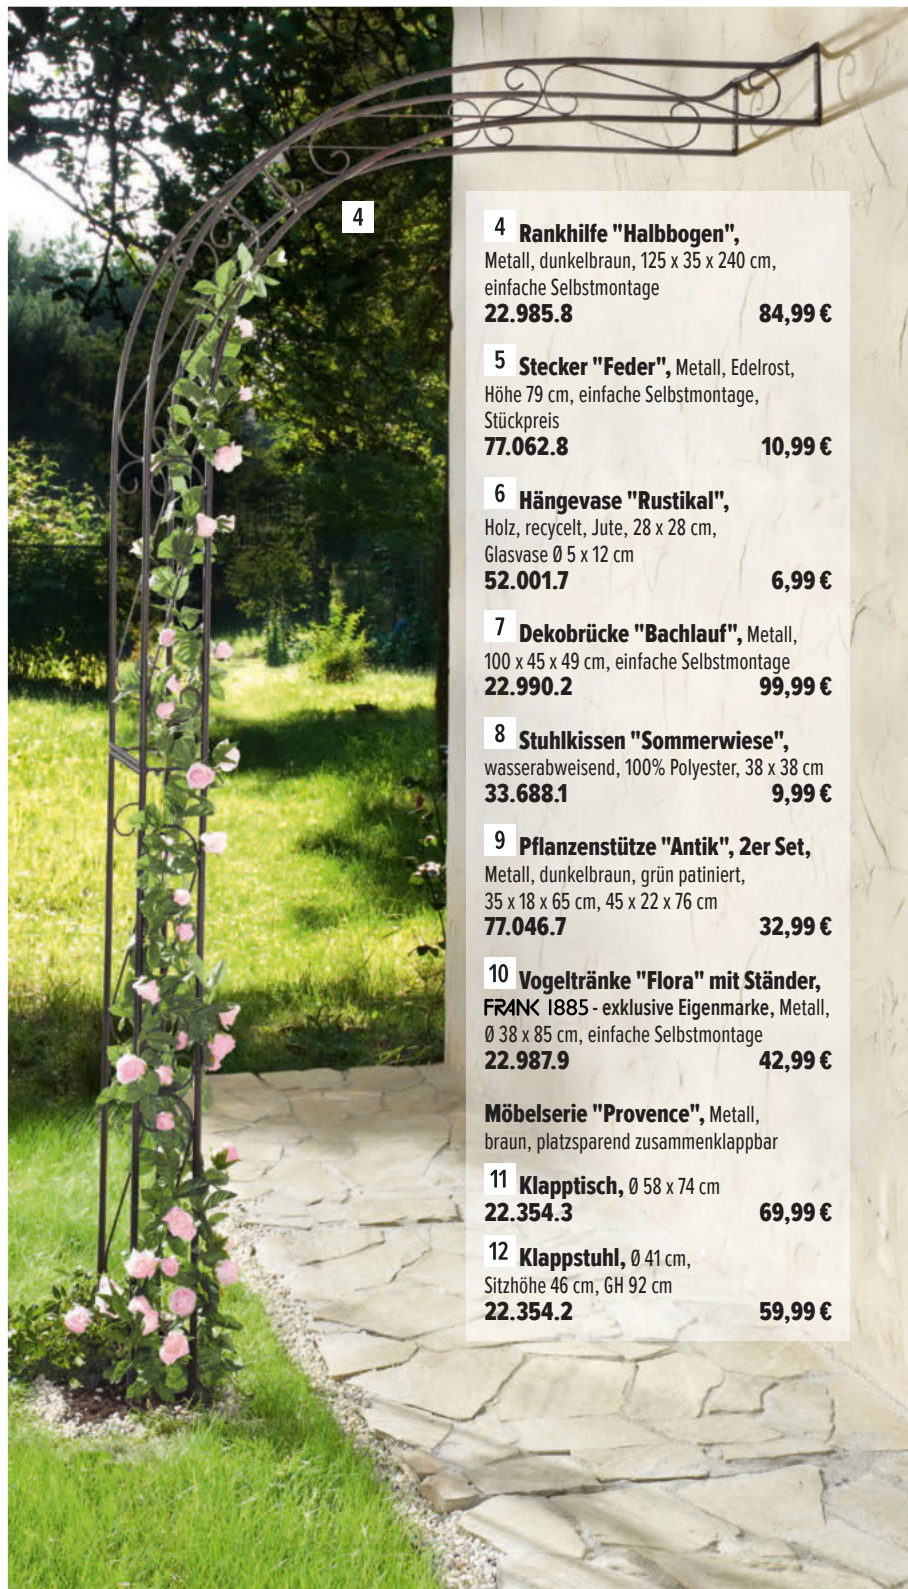 4
4 Rankhilfe "Halbbogen",
Metall, dunkelbraun, 125 x 35 x 240 cm,
einfache Selbstmontage
22.985.8 84,99 €
5 Stecker "Feder", Metall, Edelrost,
Höhe 79 cm, einfache Selbstmontage,
Stückpreis
77.062.8 10,99 €
6 Hängevase "Rustikal",
Holz, recycelt, Jute, 28 x 28 cm,
Glasvase Ø 5 x 12 cm
52.001.7 6,99 €
7 Dekobrücke "Bachlauf", Metall,
100 x 45 x 49 cm, einfache Selbstmontage
22.990.2 99,99 €
8 Stuhlkissen "Sommerwiese",
wasserabweisend, 100% Polyester, 38 x 38 cm
33.688.1 9,99 €
9 Pflanzenstütze "Antik", 2er Set,
Metall, dunkelbraun, grün patiniert,
35 x 18 x 65 cm, 45 x 22 x 76 cm
77.046.7 32,99 €
10 Vogeltränke "Flora" mit Ständer,
FRANK 1885 - exklusive Eigenmarke, Metall,
Ø 38 x 85 cm, einfache Selbstmontage
22.987.9 42,99 €
Möbelserie "Provence", Metall,
braun, platzsparend zusammenklappbar
11 Klapptisch, Ø 58 x 74 cm
22.354.3 69,99 €
12 Klappstuhl, Ø 41 cm,
Sitzhöhe 46 cm, GH 92 cm
22.354.2 59,99 €